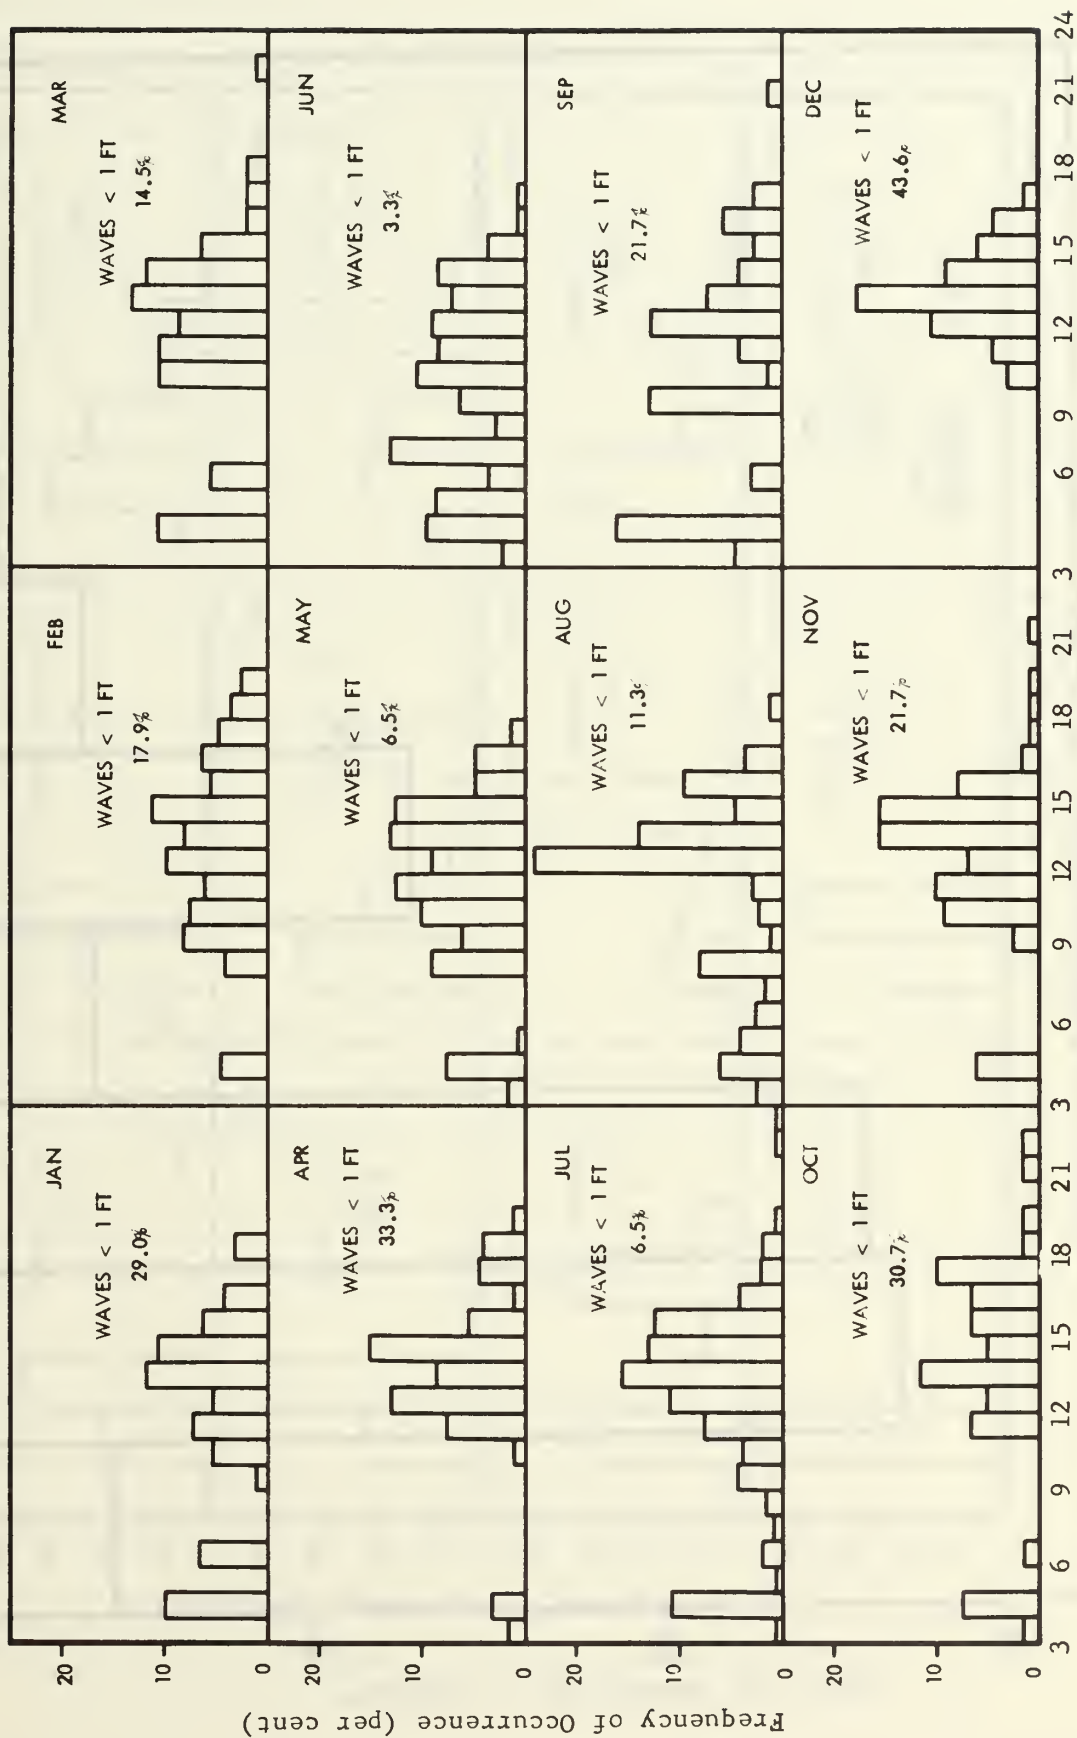 JAN
WAVES < 1 FT
29.0%
FEB
WAVES < 1 FT
17.9%
MAR
WAVES < 1 FT
14.5%
APR
WAVES < 1 FT
33.3%
MAY
WAVES < 1 FT
6.5%
JUN
WAVES < 1 FT
3.3%
JUL
WAVES < 1 FT
6.5%
AUG
WAVES < 1 FT
11.3%
SEP
WAVES < 1 FT
21.7%
OCT
WAVES < 1 FT
30.7%
NOV
WAVES < 1 FT
21.7%
DEC
WAVES < 1 FT
43.6%
20
10
0
20
10
0
20
10
0
10
0
3 6 9 12 15 18 21 3 6 9 12 15 18 21 3 6 9 12 15 18 21 24
Frequency of Occurrence (per cent)